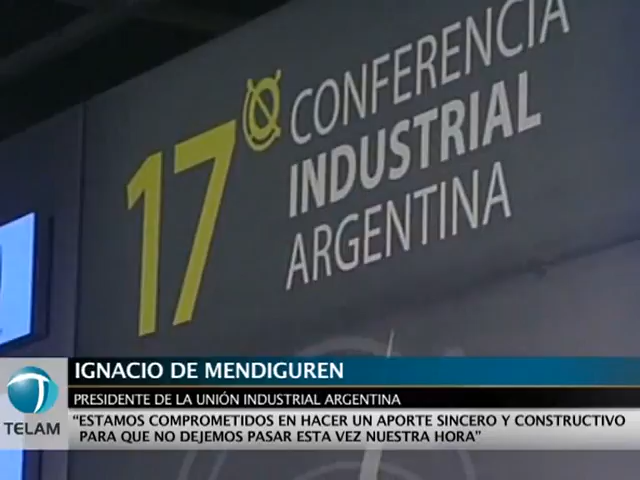 17º CONFERENCIA
INDUSTRIAL
ARGENTINA
IGNACIO DE MENDIGUREN
PRESIDENTE DE LA UNIÓN INDUSTRIAL ARGENTINA
"ESTAMOS COMPROMETIDOS EN HACER UN APORTE SINCERO Y CONSTRUCTIVO
PARA QUE NO DEJEMOS PASAR ESTA VEZ NUESTRA HORA"
TELAM